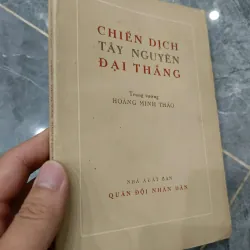 CHIẾN DỊCH
TÂY NGUYÊN
ĐẠI THẮNG
Trung tướng
HOÀNG MINH THẢO
NHÀ XUẤT BẢN
QUÂN ĐỘI NHÂN DÂN